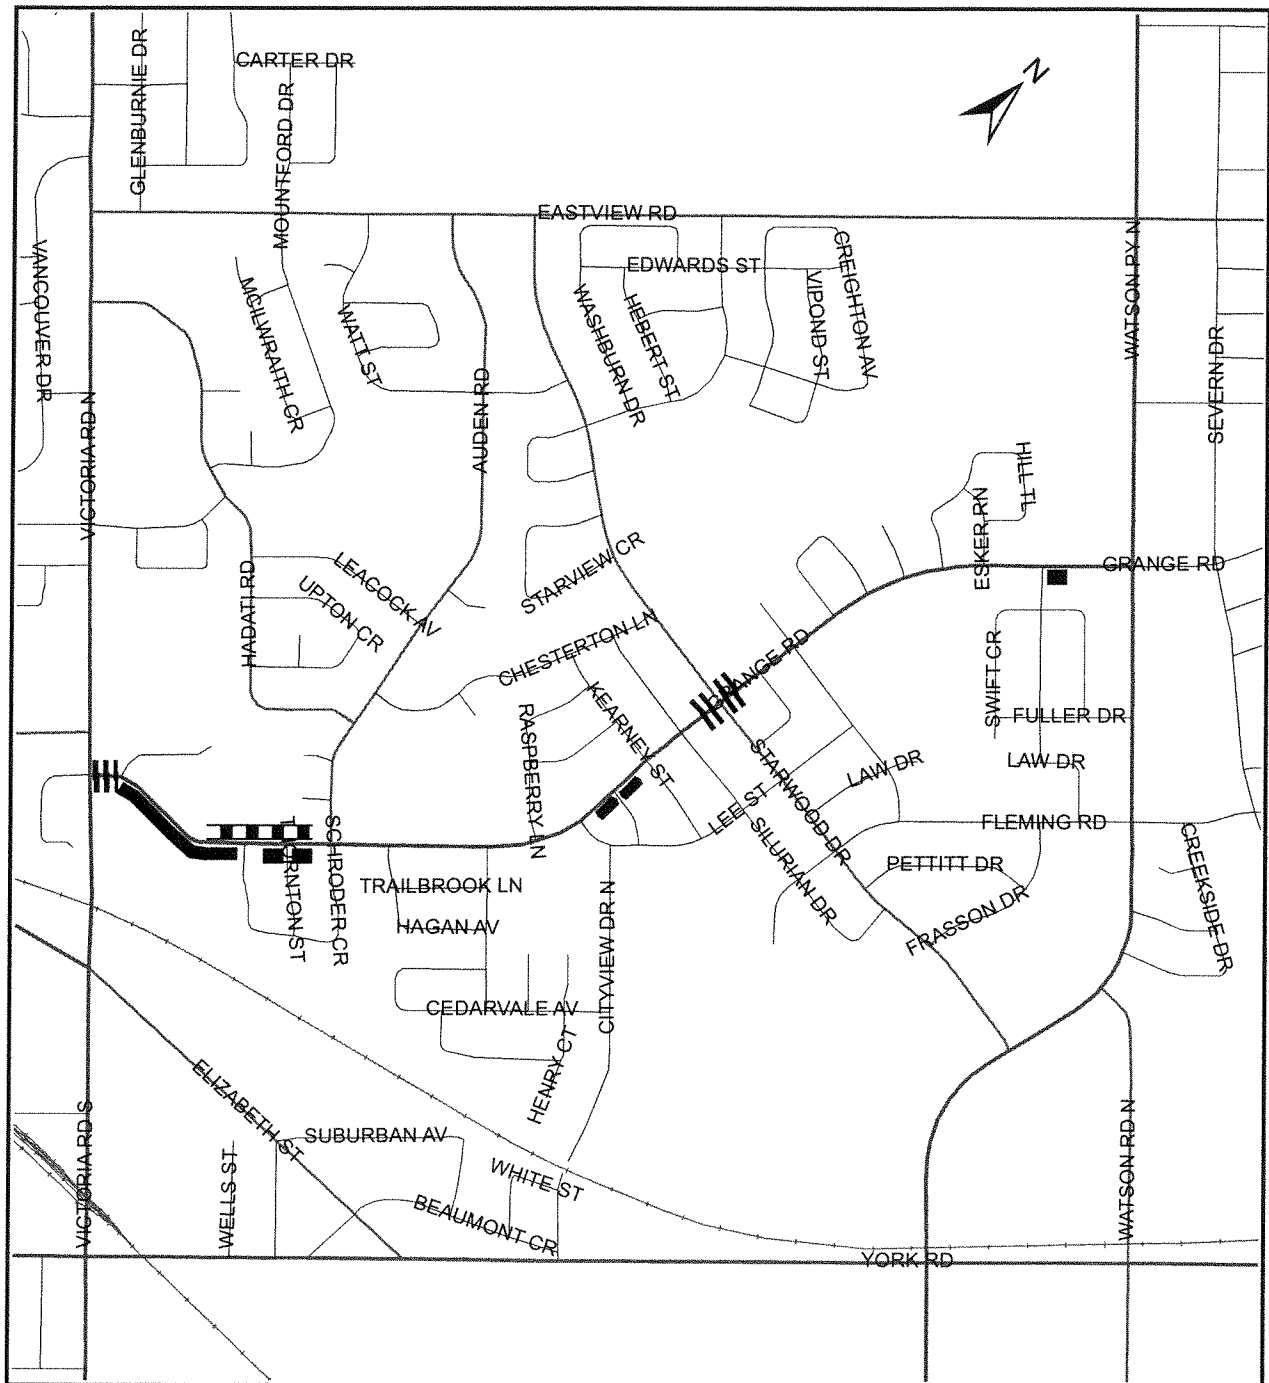 GLENBURNIE DR
CARTER DR
MOUNTFORD DR
N
EASTVIEW RD
VANCOUVER DR
MCILWRAITH CR
WATT ST
EDWARDS ST
WASHBURN DR
HEBERT ST
VIPOND ST
CREIGHTON AV
WATSON PY N
SEVERN DR
VICTORIA RD N
AUDEN RD
HILL TL
ESKER RN
GRANGE RD
HADATI RD
LEACOCK AV
UPTON CR
STARVIEW CR
CHESTERTON LN
GRANGE RD
SWIFT CR
FULLER DR
RASPBERRY LN
KEARNEY ST
STARWOOD DR
LAW DR
LAW DR
LEE ST
SILURIAN DR
FLEMING RD
THORNTON ST
SCHRODER CR
TRAILBROOK LN
HAGAN AV
PETTITT DR
FRASSON DR
CREEKSIDE DR
CITYVIEW DR N
CEDARVALE AV
HENRY CT
ELIZABETH ST
VICTORIA RD S
SUBURBAN AV
WELLS ST
WHITE ST
BEAUMONT CR
WATSON RD N
YORK RD